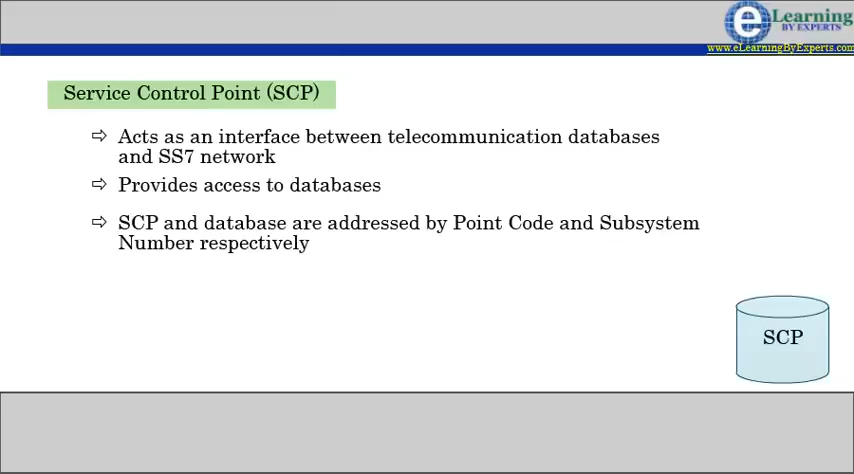 eLearning
BY EXPERTS
www.eLearningByExperts.com
Service Control Point (SCP)
⇨ Acts as an interface between telecommunication databases
and SS7 network
⇨ Provides access to databases
⇨ SCP and database are addressed by Point Code and Subsystem
Number respectively
SCP